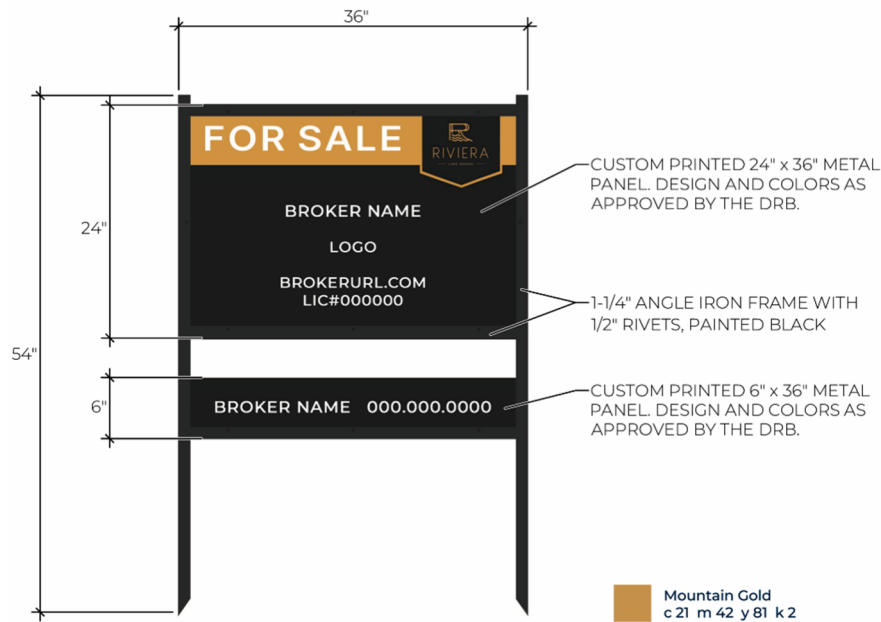 36"
FOR SALE
RIVIERA
24"
54"
6"
BROKER NAME
LOGO
BROKERURL.COM
LIC#000000
BROKER NAME 000.000.0000
CUSTOM PRINTED 24" x 36" METAL
PANEL. DESIGN AND COLORS AS
APPROVED BY THE DRB.
1-1/4" ANGLE IRON FRAME WITH
1/2" RIVETS, PAINTED BLACK
CUSTOM PRINTED 6" x 36" METAL
PANEL. DESIGN AND COLORS AS
APPROVED BY THE DRB.
Mountain Gold
c 21 m 42 y 81 k 2